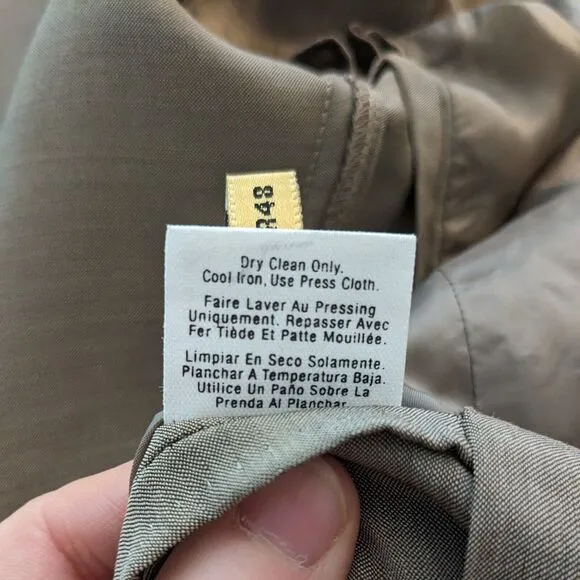 R48
Dry Clean Only.
Cool Iron, Use Press Cloth.
Faire Laver Au Pressing
Uniquement. Repasser Avec
Fer Tiède Et Patte Mouillée.
Limpiar En Seco Solamente.
Planchar A Temperatura Baja.
Utilice Un Paño Sobre La
Prenda Al Planchar.